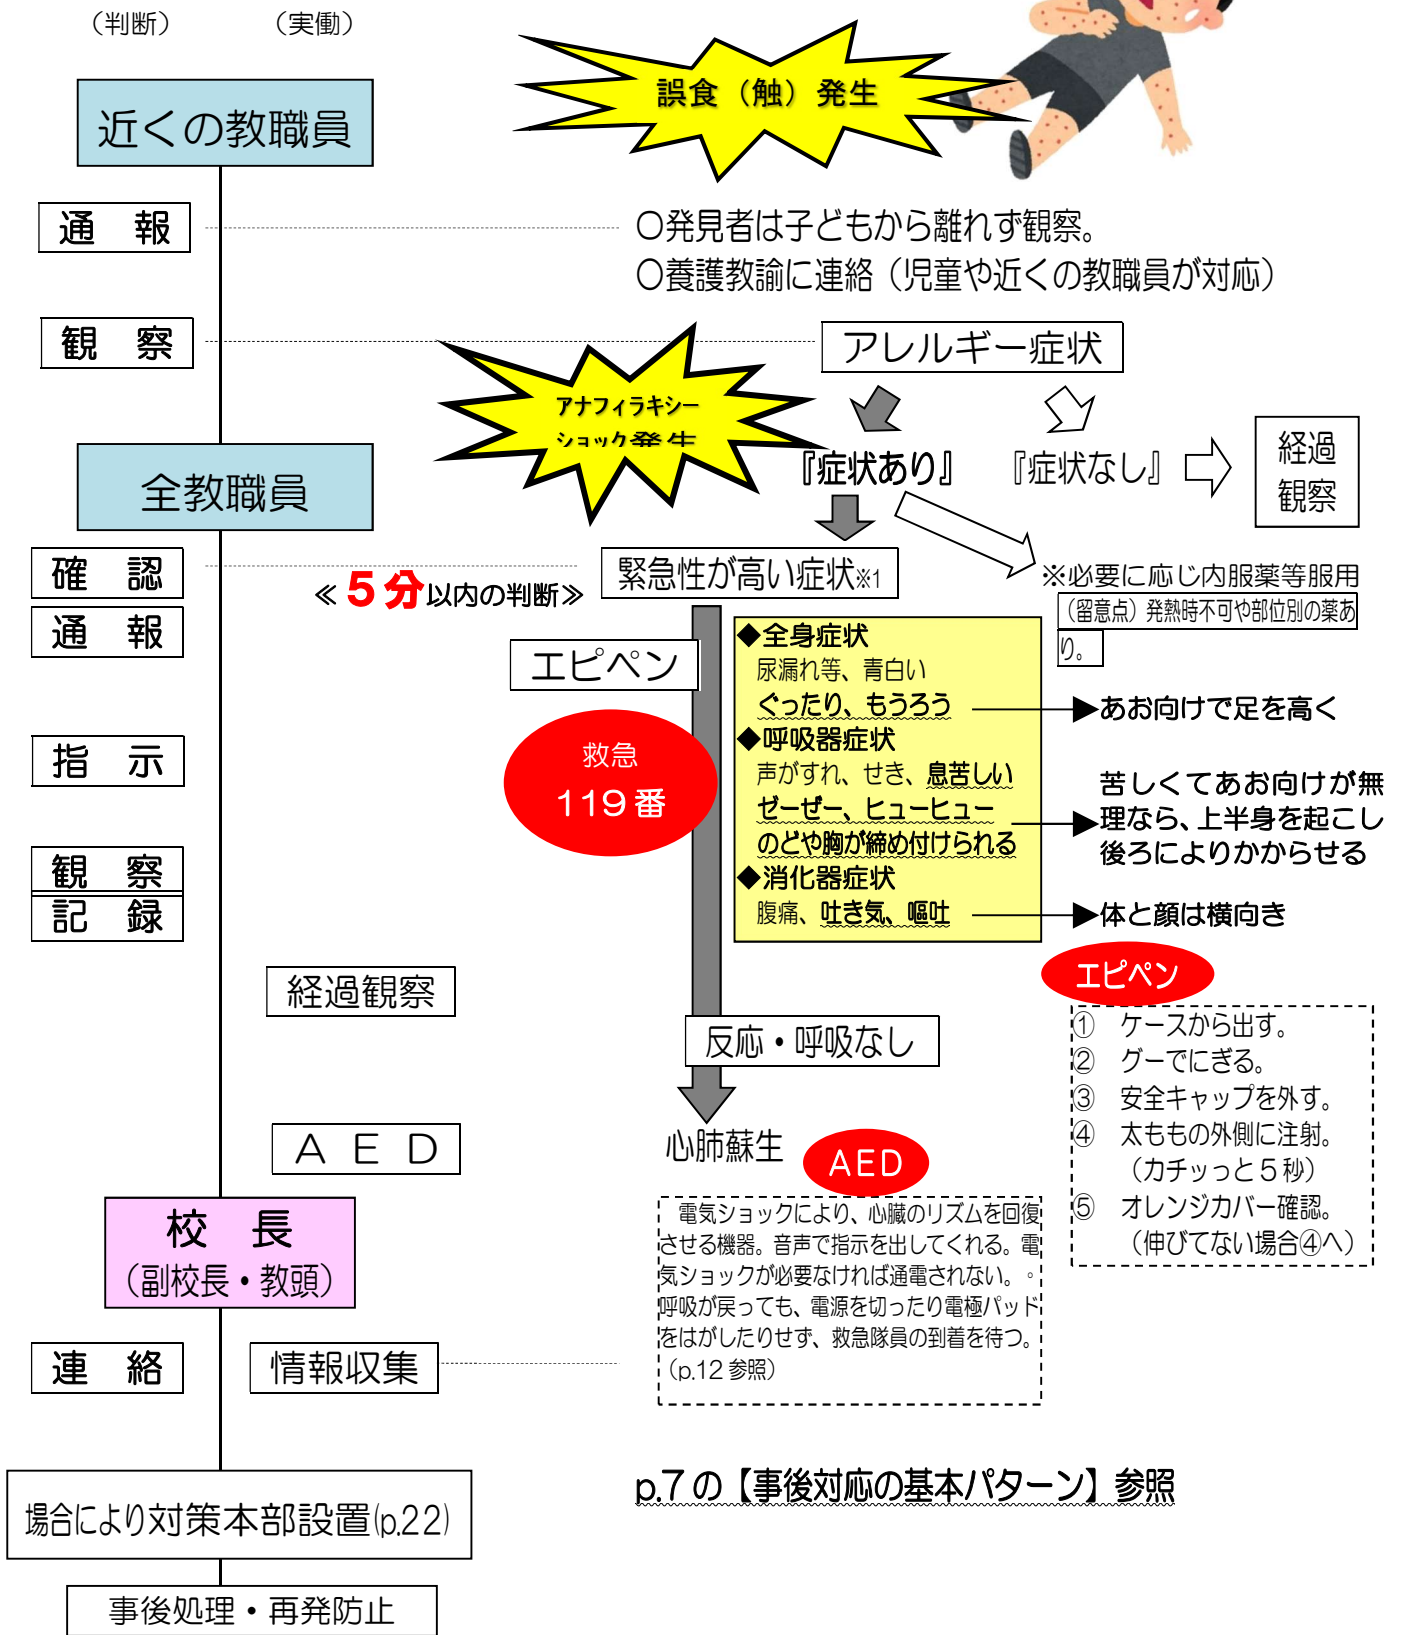 （判断）
（実働）
誤食（触）発生
近くの教職員
通　報
〇発見者は子どもから離れず観察。
〇養護教諭に連絡（児童や近くの教職員が対応）
観　察
アレルギー症状
アナフィラキシー
ショック発生
『症状あり』
『症状なし』
経過
観察
全教職員
確　認
≪５分以内の判断≫
緊急性が高い症状※1
※必要に応じ内服薬等服用
（留意点）発熱時不可や部位別の薬あ
り。
通　報
エピペン
救急
119番
◆全身症状
尿漏れ等、青白い
ぐったり、もうろう
あお向けで足を高く
◆呼吸器症状
声がすれ、せき、息苦しい
ゼーぜー、ヒューヒュー
のどや胸が締め付けられる
苦しくてあお向けが無
理なら、上半身を起こし
後ろによりかからせる
◆消化器症状
腹痛、吐き気、嘔吐
体と顔は横向き
指　示
観　察
記　録
経過観察
反応・呼吸なし
エピペン
①　ケースから出す。
②　グーでにぎる。
③　安全キャップを外す。
④　太ももの外側に注射。
（カチッっと５秒）
⑤　オレンジカバー確認。
（伸びてない場合④へ）
ＡＥＤ
心肺蘇生
AED
電気ショックにより、心臓のリズムを回復
させる機器。音声で指示を出してくれる。電
気ショックが必要なければ通電されない。。
呼吸が戻っても、電源を切ったり電極パッド
をはがしたりせず、救急隊員の到着を待つ。
（p.12 参照）
校　長
（副校長・教頭）
連　絡
情報収集
場合により対策本部設置(p.22)
p.7 の【事後対応の基本パターン】参照
事後処理・再発防止